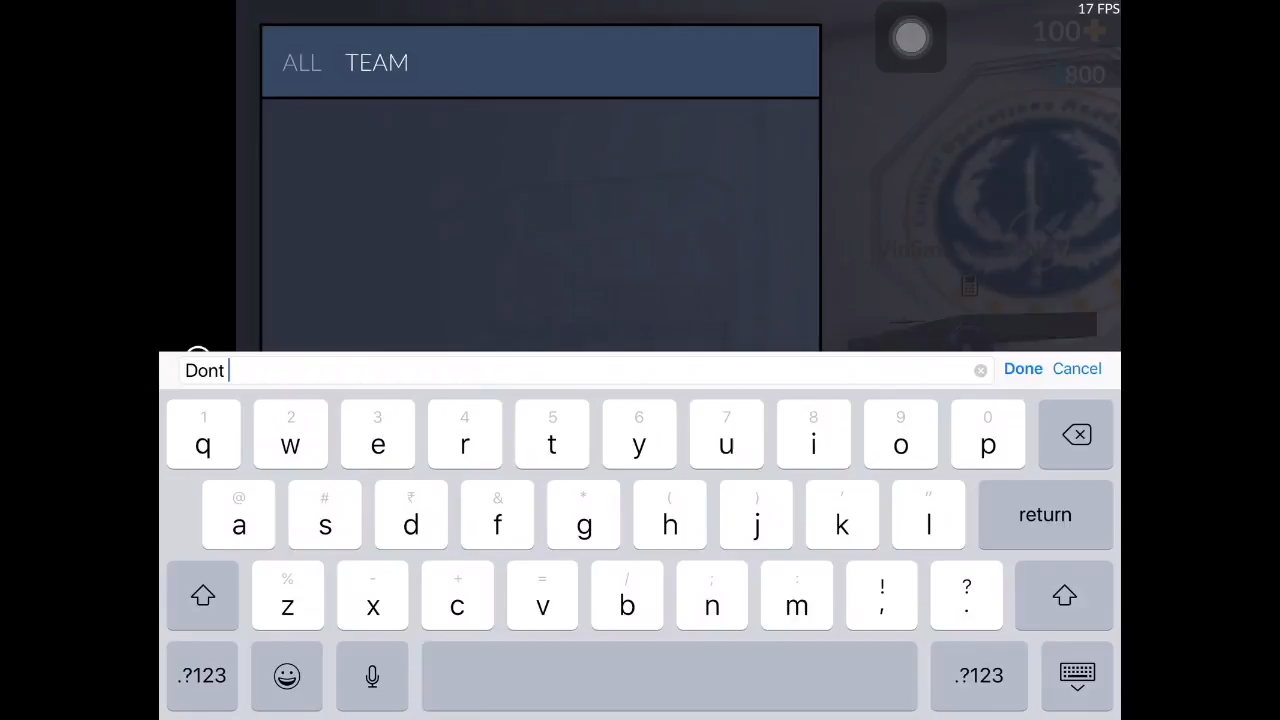 17 FPS
100
800
ALL TEAM
Dont
Done Cancel
1 2 3 4 5 6 7 8 9 0
q w e r t y u i o p
@ # ₹ & * ( ) ' "
a s d f g h j k l return
% - + = / ; : ! ?
z x c v b n m , .
.?123 .?123